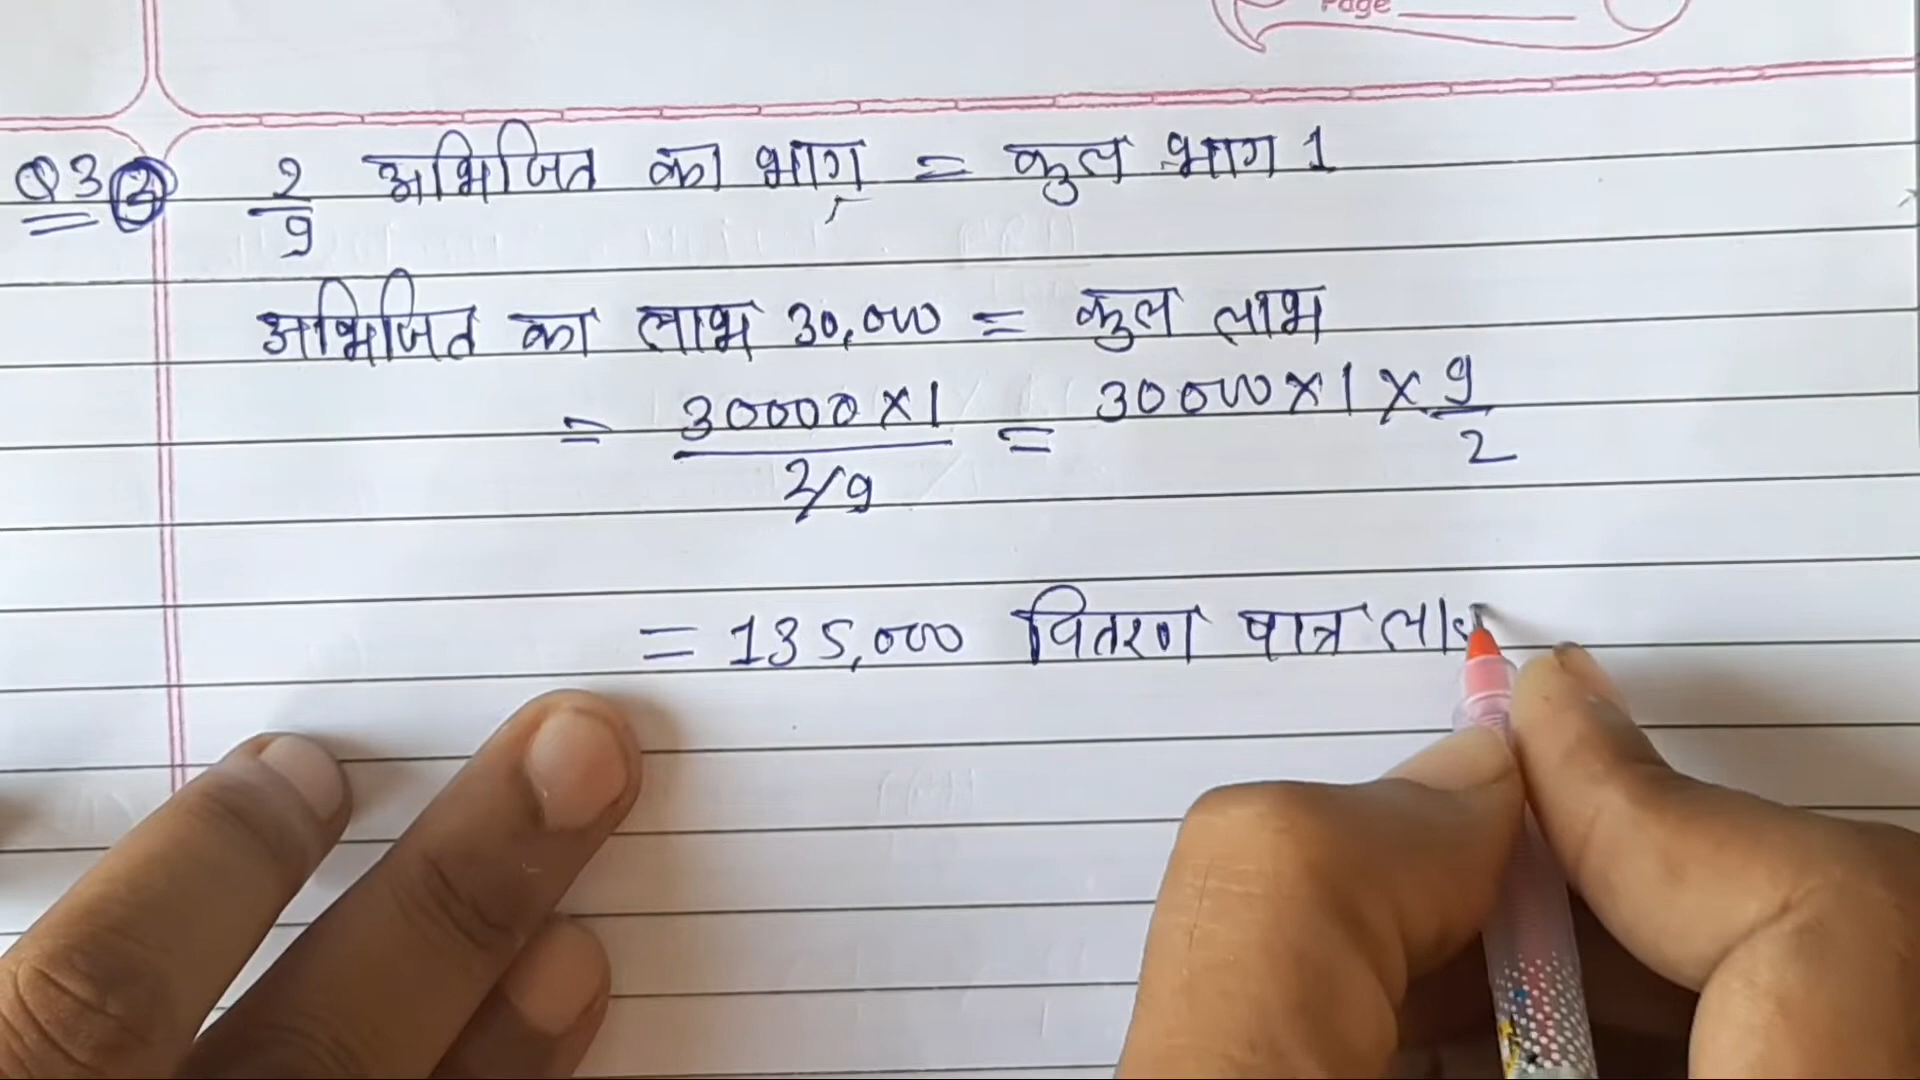 Page
Q3 2/9 अभिजित का भाग = कुल भाग 1
अभिजित का लाभ 30,000 = कुल लाभ
= 30000 x 1 / 2/9 = 30000 x 1 x 9/2
= 135,000 वितरण पात्र ला